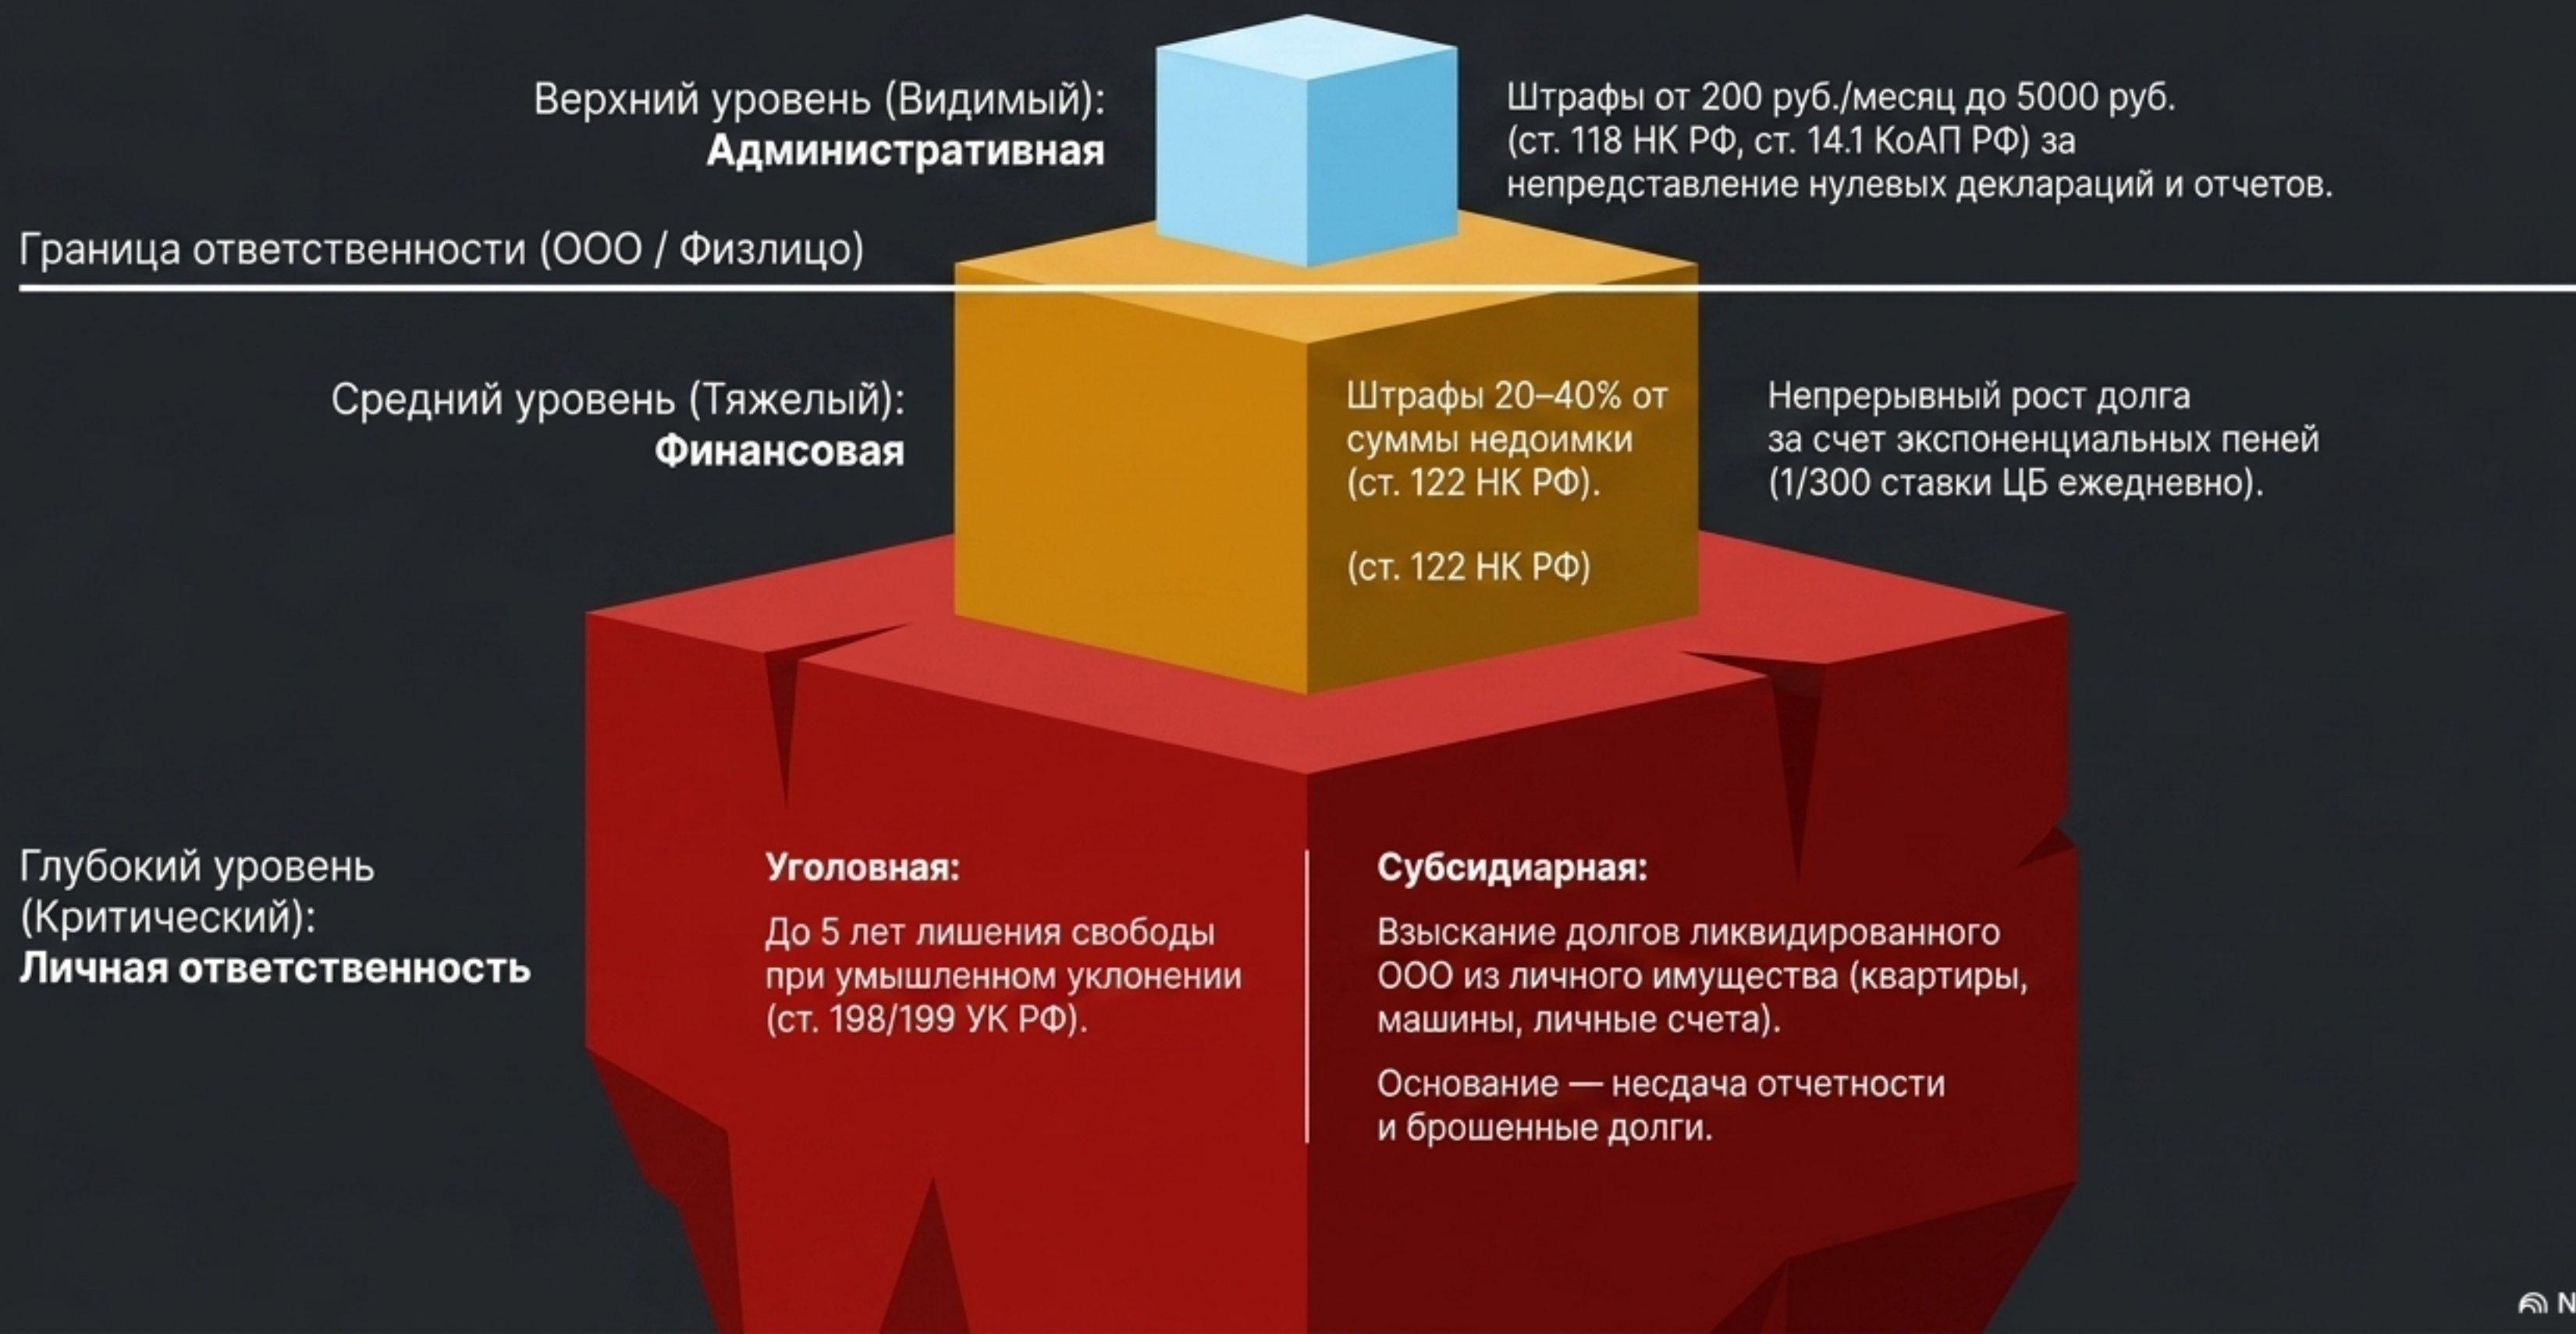 Верхний уровень (Видимый):
Административная
Штрафы от 200 руб./месяц до 5000 руб.
(ст. 118 НК РФ, ст. 14.1 КоАП РФ) за
непредставление нулевых деклараций и отчетов.
Граница ответственности (ООО / Физлицо)
Средний уровень (Тяжелый):
Финансовая
Штрафы 20–40% от
суммы недоимки
(ст. 122 НК РФ).
(ст. 122 НК РФ)
Непрерывный рост долга
за счет экспоненциальных пеней
(1/300 ставки ЦБ ежедневно).
Глубокий уровень
(Критический):
Личная ответственность
Уголовная:
До 5 лет лишения свободы
при умышленном уклонении
(ст. 198/199 УК РФ).
Субсидиарная:
Взыскание долгов ликвидированного
ООО из личного имущества (квартиры,
машины, личные счета).
Основание — несдача отчетности
и брошенные долги.